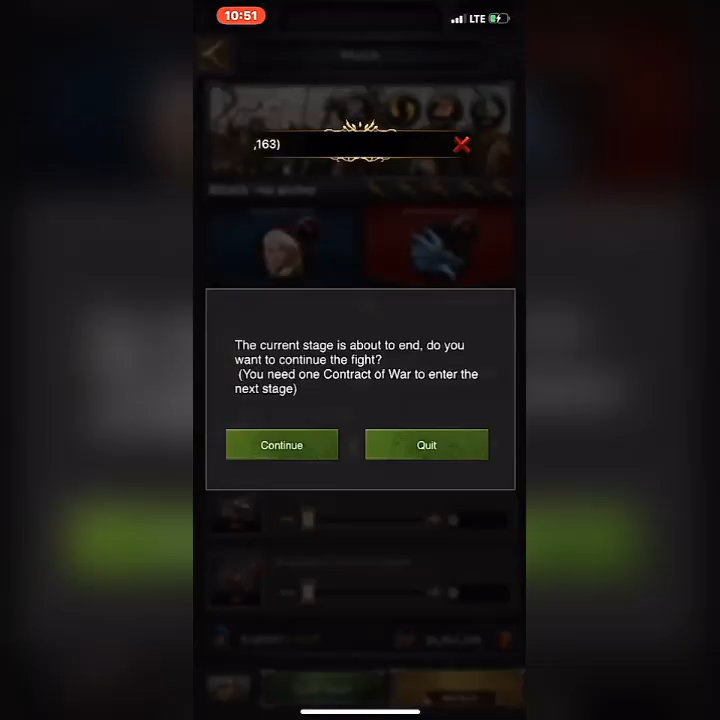 10:51
LTE
,163)
The current stage is about to end, do you
want to continue the fight?
(You need one Contract of War to enter the
next stage)
Continue
Quit